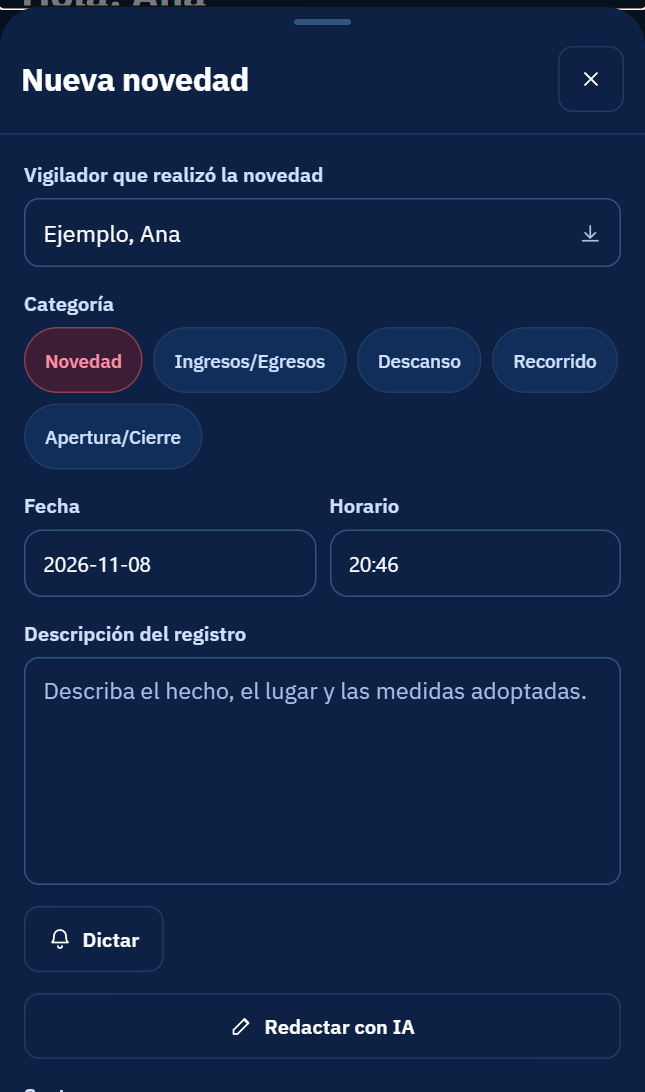 Hola, Ana
Nueva novedad
Vigilador que realizó la novedad
Ejemplo, Ana
Categoría
Novedad Ingresos/Egresos Descanso Recorrido
Apertura/Cierre
Fecha Horario
2026-11-08 20:46
Descripción del registro
Describa el hecho, el lugar y las medidas adoptadas.
Dictar
Redactar con IA